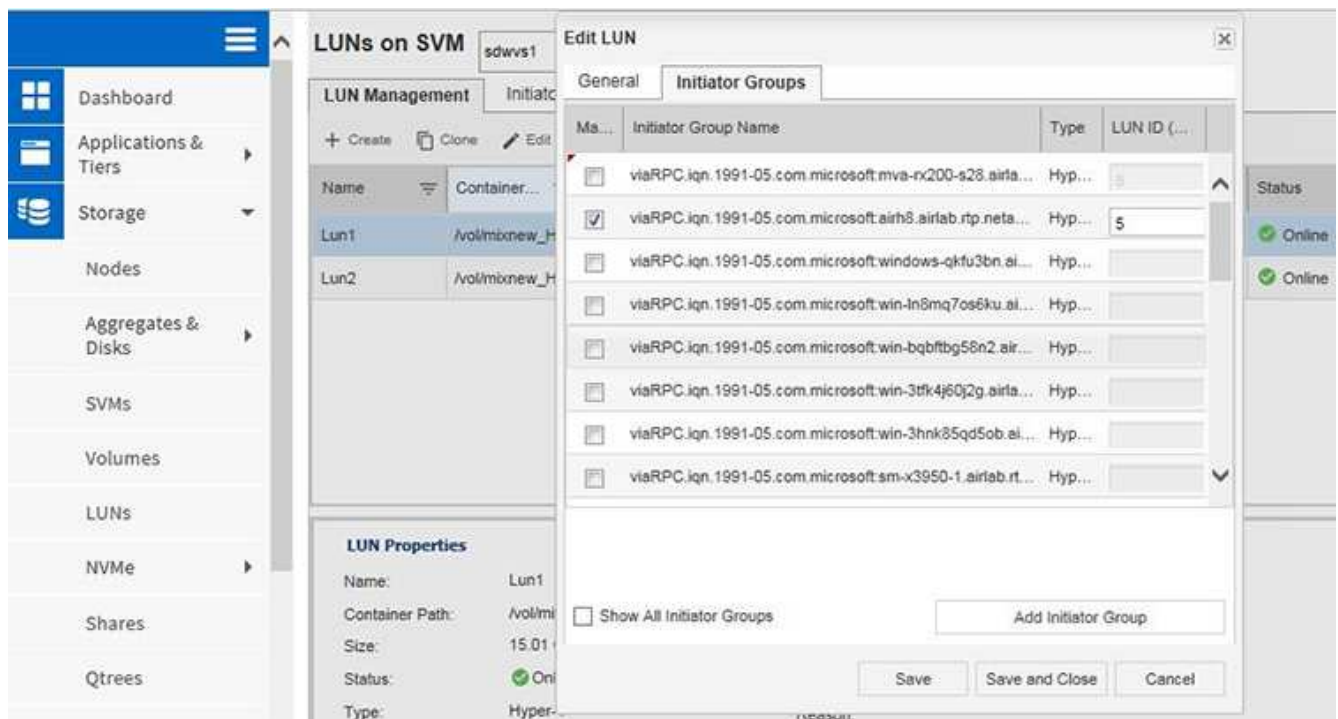 LUNs on SVM
sdwvs1
LUN Management
Initiato
Create
Clone
Edit
Name
Container...
Status
Lun1
/vol/mixnew_H
Online
Lun2
/vol/mixnew_H
Online
Dashboard
Applications &
Tiers
Storage
Nodes
Aggregates &
Disks
SVMs
Volumes
LUNs
NVMe
Shares
Qtrees
LUN Properties
Name:
Lun1
Container Path:
/vol/mi
Size:
15.01
Status:
Onl
Type:
Hyper-
Edit LUN
General
Initiator Groups
Ma...
Initiator Group Name
Type
LUN ID (...
viaRPC.iqn.1991-05.com.microsoft:mva-rx200-s28.airla...
Hyp...
viaRPC.iqn.1991-05.com.microsoft:airh8.airlab.rtp.neta...
Hyp...
5
viaRPC.iqn.1991-05.com.microsoft:windows-qkfu3bn.ai...
Hyp...
viaRPC.iqn.1991-05.com.microsoft:win-ln8mq7os6ku.ai...
Hyp...
viaRPC.iqn.1991-05.com.microsoft:win-bqbftbg58n2.air...
Hyp...
viaRPC.iqn.1991-05.com.microsoft:win-3tfk4j60j2g.airla...
Hyp...
viaRPC.iqn.1991-05.com.microsoft:win-3hnk85qd5ob.ai...
Hyp...
viaRPC.iqn.1991-05.com.microsoft:sm-x3950-1.airlab.rt...
Hyp...
Show All Initiator Groups
Add Initiator Group
Save
Save and Close
Cancel